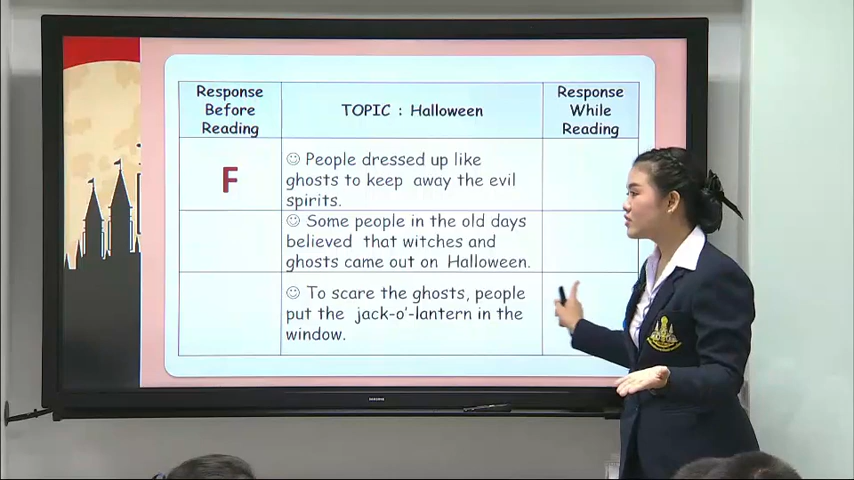 Response
Before
Reading
TOPIC : Halloween
Response
While
Reading
F
☺ People dressed up like
ghosts to keep away the evil
spirits.
☺ Some people in the old days
believed that witches and
ghosts came out on Halloween.
☺ To scare the ghosts, people
put the jack-o'-lantern in the
window.
SAMSUNG